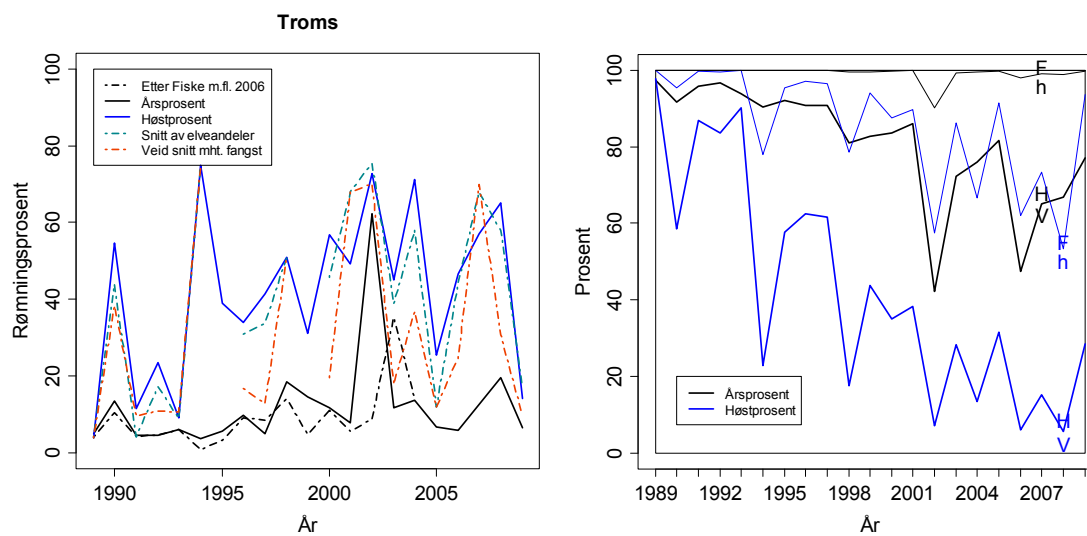 Troms
Rømningsprosent
0 20 40 60 80 100
Etter Fiske m.fl. 2006
Årsprosent
Høstprosent
Snitt av elveandeler
Veid snitt mht. fangst
1990 1995 2000 2005
År
Prosent
0 20 40 60 80 100
F
h
H
V
F
h
H
V
Årsprosent
Høstprosent
1989 1992 1995 1998 2001 2004 2007
År